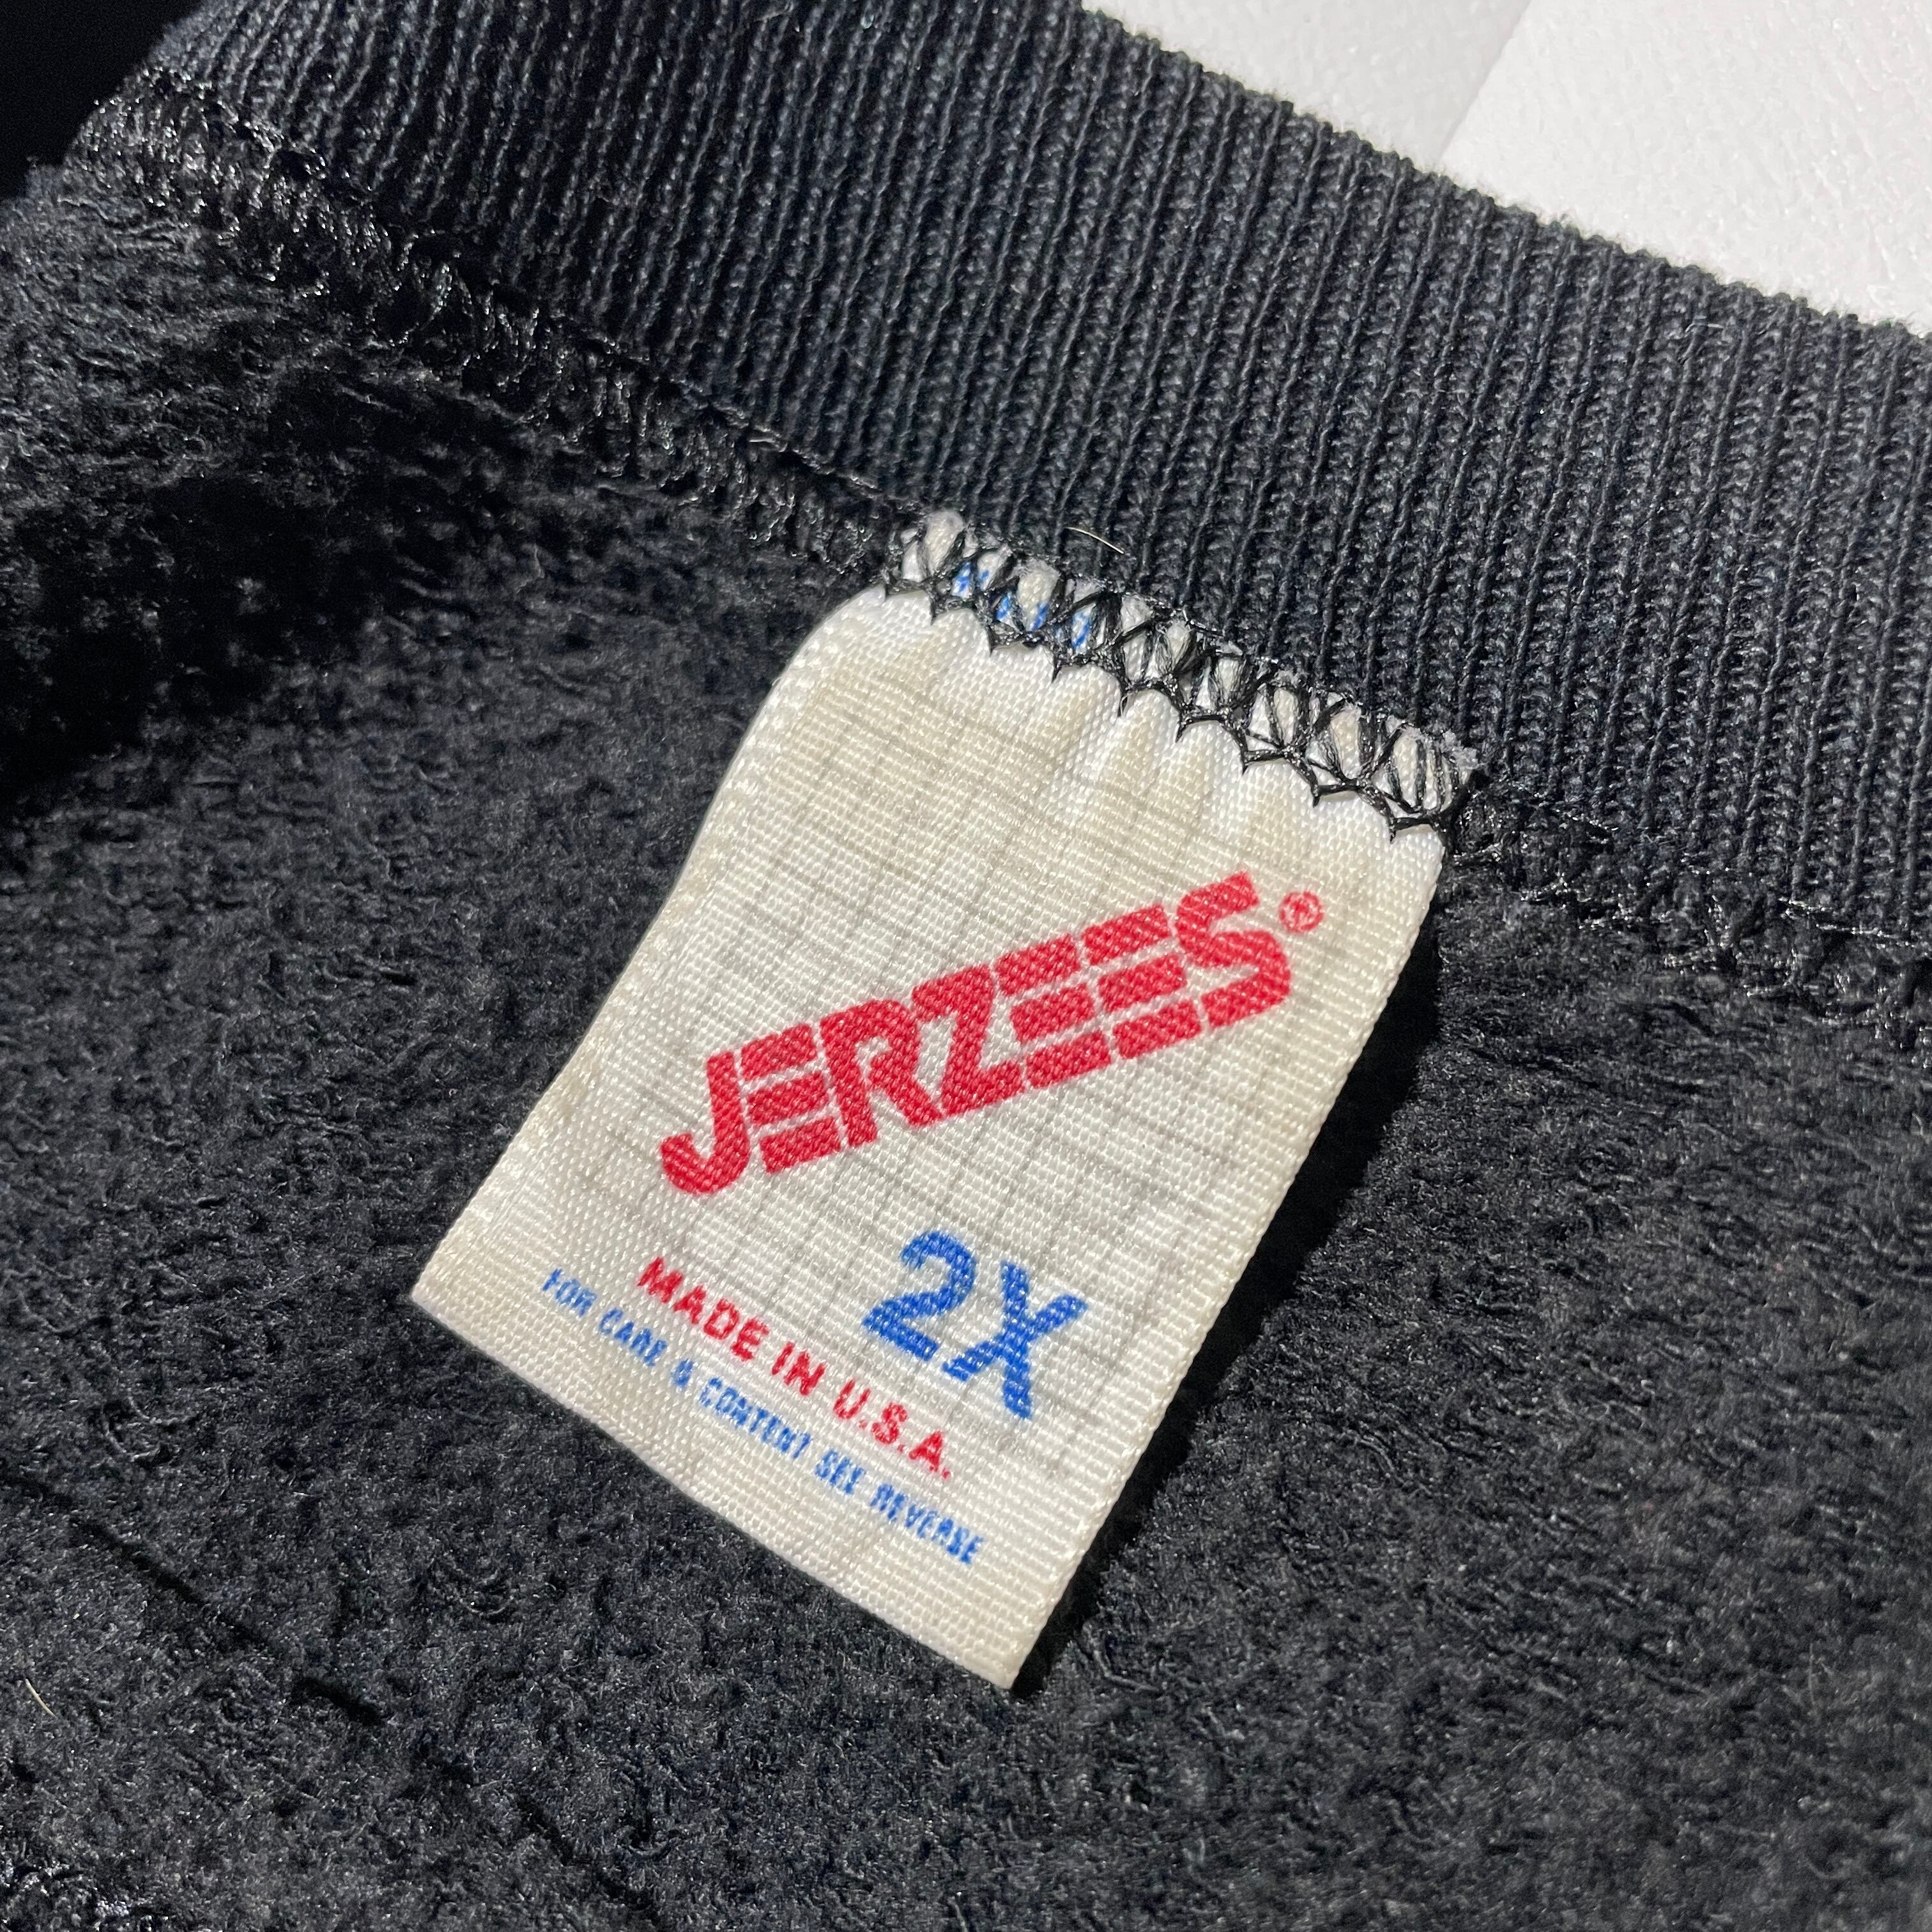 JERZEES®
2X
MADE IN U.S.A.
FOR CARE & CONTENT SEE REVERSE